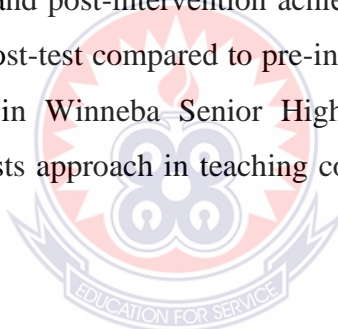 and post-intervention achie
ost-test compared to pre-in
in Winneba Senior High
sts approach in teaching co
EDUCATION FOR SERVICE